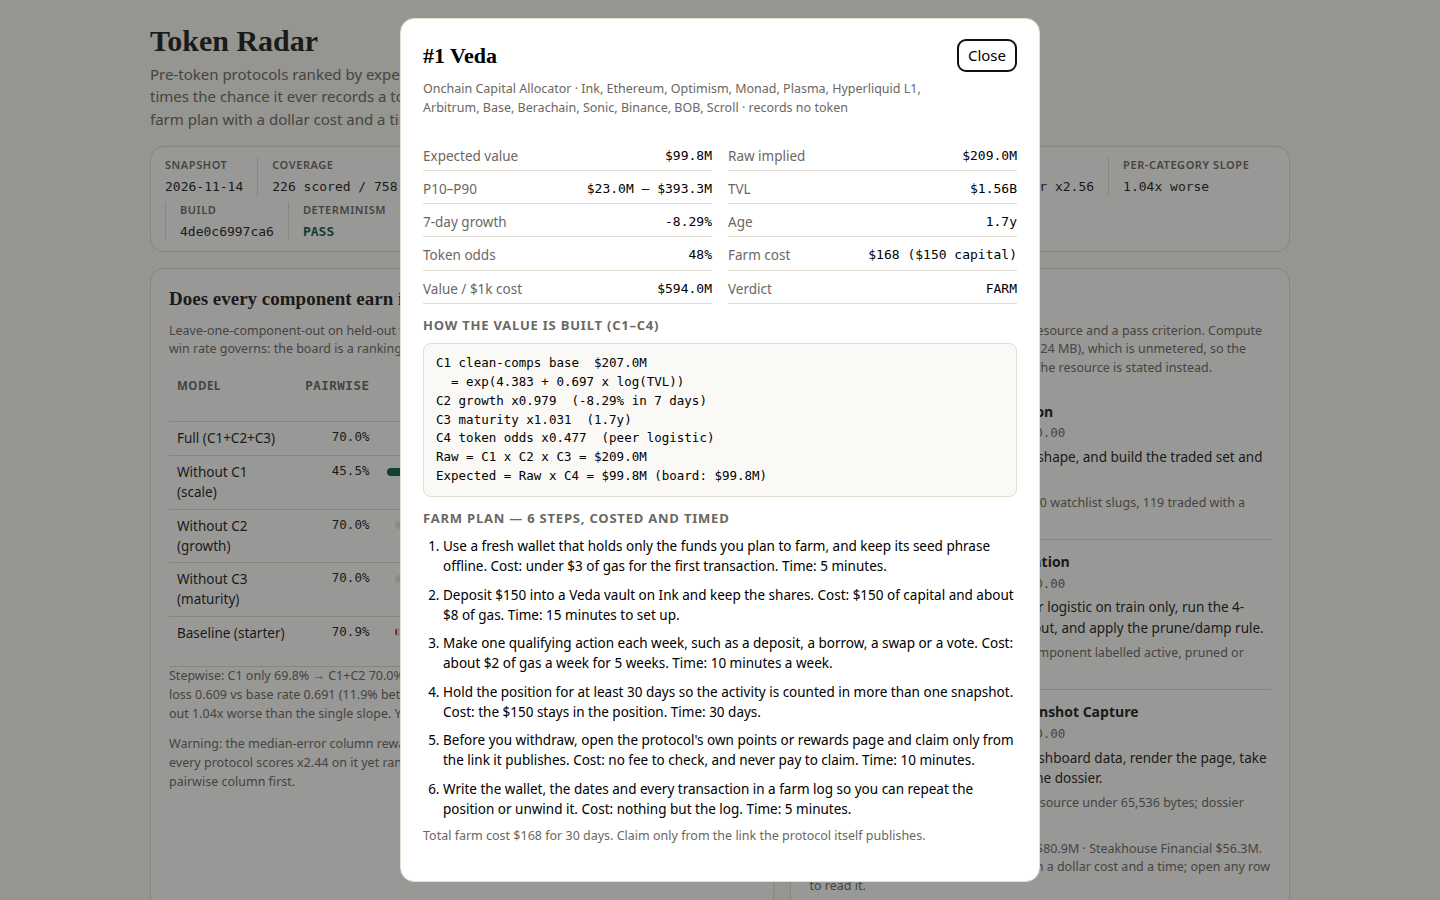 Token Radar
Pre-token protocols ranked by expe
times the chance it ever records a to
farm plan with a dollar cost and a ti
SNAPSHOT
2026-11-14
COVERAGE
226 scored / 758
r x2.56
PER-CATEGORY SLOPE
1.04x worse
BUILD
4de0c6997ca6
DETERMINISM
PASS
Does every component earn i
Leave-one-component-out on held-out
win rate governs: the board is a ranking
MODEL PAIRWISE
Full (C1+C2+C3) 70.0%
Without C1 45.5%
(scale)
Without C2 70.0%
(growth)
Without C3 70.0%
(maturity)
Baseline (starter) 70.9%
Stepwise: C1 only 69.8% → C1+C2 70.0%
loss 0.609 vs base rate 0.691 (11.9% bet
out 1.04x worse than the single slope. Y
Warning: the median-error column rewa
every protocol scores x2.44 on it yet ran
pairwise column first.
#1 Veda
Close
Onchain Capital Allocator · Ink, Ethereum, Optimism, Monad, Plasma, Hyperliquid L1,
Arbitrum, Base, Berachain, Sonic, Binance, BOB, Scroll · records no token
Expected value $99.8M
Raw implied $209.0M
P10–P90 $23.0M — $393.3M
TVL $1.56B
7-day growth -8.29%
Age 1.7y
Token odds 48%
Farm cost $168 ($150 capital)
Value / $1k cost $594.0M
Verdict FARM
HOW THE VALUE IS BUILT (C1–C4)
C1 clean-comps base $207.0M
= exp(4.383 + 0.697 x log(TVL))
C2 growth x0.979 (-8.29% in 7 days)
C3 maturity x1.031 (1.7y)
C4 token odds x0.477 (peer logistic)
Raw = C1 x C2 x C3 = $209.0M
Expected = Raw x C4 = $99.8M (board: $99.8M)
FARM PLAN — 6 STEPS, COSTED AND TIMED
1. Use a fresh wallet that holds only the funds you plan to farm, and keep its seed phrase
offline. Cost: under $3 of gas for the first transaction. Time: 5 minutes.
2. Deposit $150 into a Veda vault on Ink and keep the shares. Cost: $150 of capital and about
$8 of gas. Time: 15 minutes to set up.
3. Make one qualifying action each week, such as a deposit, a borrow, a swap or a vote. Cost:
about $2 of gas a week for 5 weeks. Time: 10 minutes a week.
4. Hold the position for at least 30 days so the activity is counted in more than one snapshot.
Cost: the $150 stays in the position. Time: 30 days.
5. Before you withdraw, open the protocol's own points or rewards page and claim only from
the link it publishes. Cost: no fee to check, and never pay to claim. Time: 10 minutes.
6. Write the wallet, the dates and every transaction in a farm log so you can repeat the
position or unwind it. Cost: nothing but the log. Time: 5 minutes.
Total farm cost $168 for 30 days. Claim only from the link the protocol itself publishes.
esource and a pass criterion. Compute
24 MB), which is unmetered, so the
he resource is stated instead.
on
0.00
shape, and build the traded set and
0 watchlist slugs, 119 traded with a
tion
0.00
r logistic on train only, run the 4-
out, and apply the prune/damp rule.
mponent labelled active, pruned or
nshot Capture
0.00
shboard data, render the page, take
he dossier.
source under 65,536 bytes; dossier
$80.9M · Steakhouse Financial $56.3M.
n a dollar cost and a time; open any row
to read it.